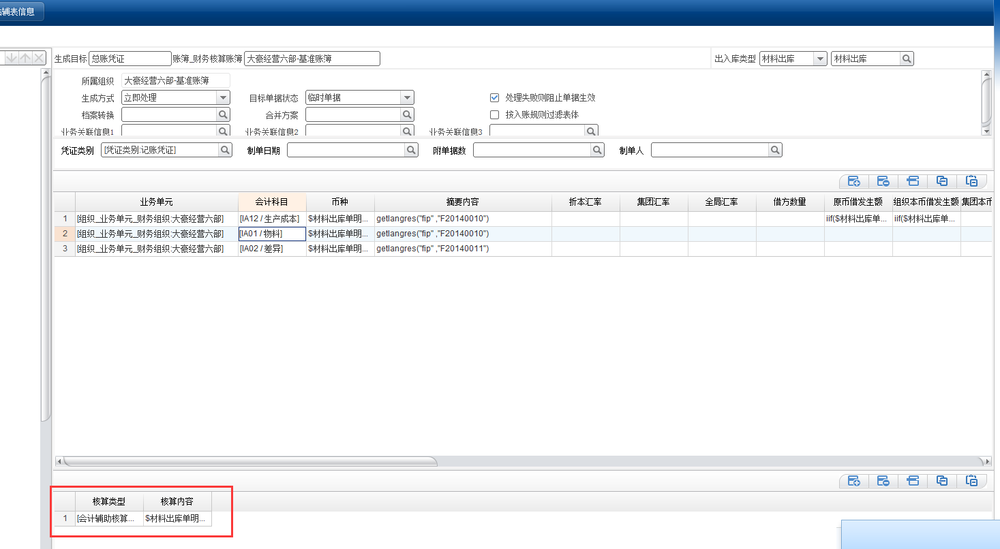 辅表信息
生成目标 总账凭证 账簿_财务核算账簿 大豪经营六部-基准账簿 出入库类型 材料出库 材料出库
所属组织 大豪经营六部-基准账簿
生成方式 立即处理 目标单据状态 临时单据 处理失败则阻止单据生效
档案转换 合并方案 按入账规则过滤表体
业务关联信息1 业务关联信息2 业务关联信息3
凭证类别 [凭证类别:记账凭证] 制单日期 附单据数 制单人
业务单元 会计科目 币种 摘要内容 折本汇率 集团汇率 全局汇率 借方数量 原币借发生额 组织本币借发生额 集团本币
1 [组织_业务单元_财务组织:大豪经营六部] [IA12 / 生产成本] $材料出库单明... getlangres("fip" ,"F20140010") iif($材料出库单... iif($材料出库单...
2 [组织_业务单元_财务组织:大豪经营六部] [IA01 / 物料] $材料出库单明... getlangres("fip" ,"F20140010")
3 [组织_业务单元_财务组织:大豪经营六部] [IA02 / 差异] $材料出库单明... getlangres("fip" ,"F20140011")
核算类型 核算内容
1 [会计辅助核算... $材料出库单明...